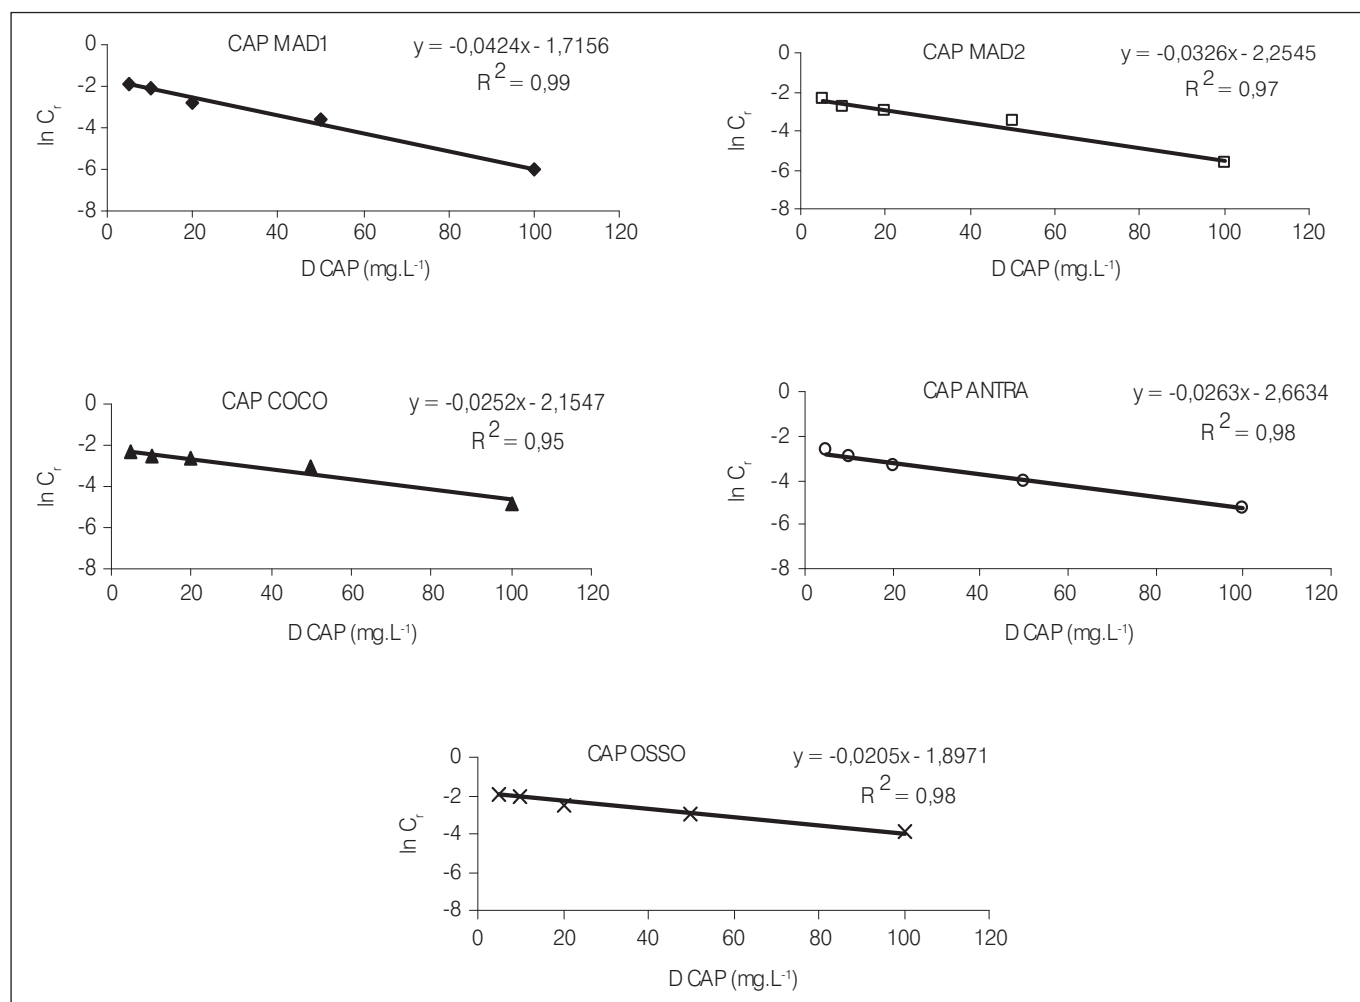 CAP MAD1
y = -0,0424x - 1,7156
R2 = 0,99
0
-2
-4
-6
-8
ln Cr
0 20 40 60 80 100 120
D CAP (mg.L-1)
CAP MAD2
y = -0,0326x - 2,2545
R2 = 0,97
0
-2
-4
-6
-8
ln Cr
0 20 40 60 80 100 120
D CAP (mg.L-1)
CAP COCO
y = -0,0252x - 2,1547
R2 = 0,95
0
-2
-4
-6
-8
ln Cr
0 20 40 60 80 100 120
D CAP (mg.L-1)
CAP ANTRA
y = -0,0263x - 2,6634
R2 = 0,98
0
-2
-4
-6
-8
ln Cr
0 20 40 60 80 100 120
D CAP (mg.L-1)
CAP OSSO
y = -0,0205x - 1,8971
R2 = 0,98
0
-2
-4
-6
-8
ln Cr
0 20 40 60 80 100 120
D CAP (mg.L-1)